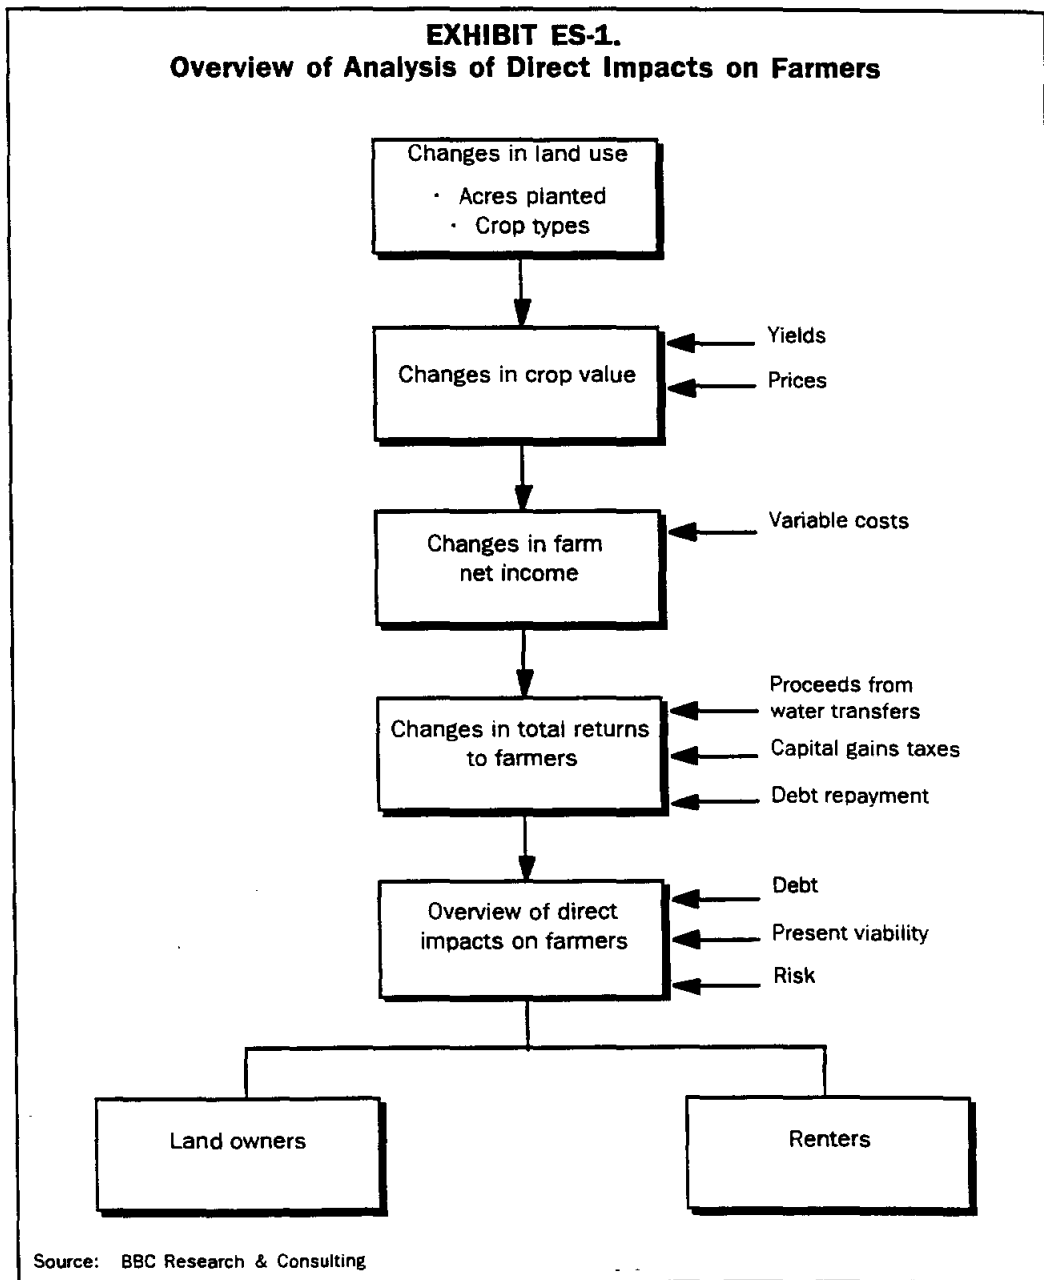 EXHIBIT ES-1.
Overview of Analysis of Direct Impacts on Farmers
Changes in land use
· Acres planted
· Crop types
Changes in crop value
Yields
Prices
Changes in farm
net income
Variable costs
Changes in total returns
to farmers
Proceeds from
water transfers
Capital gains taxes
Debt repayment
Overview of direct
impacts on farmers
Debt
Present viability
Risk
Land owners
Renters
Source: BBC Research & Consulting